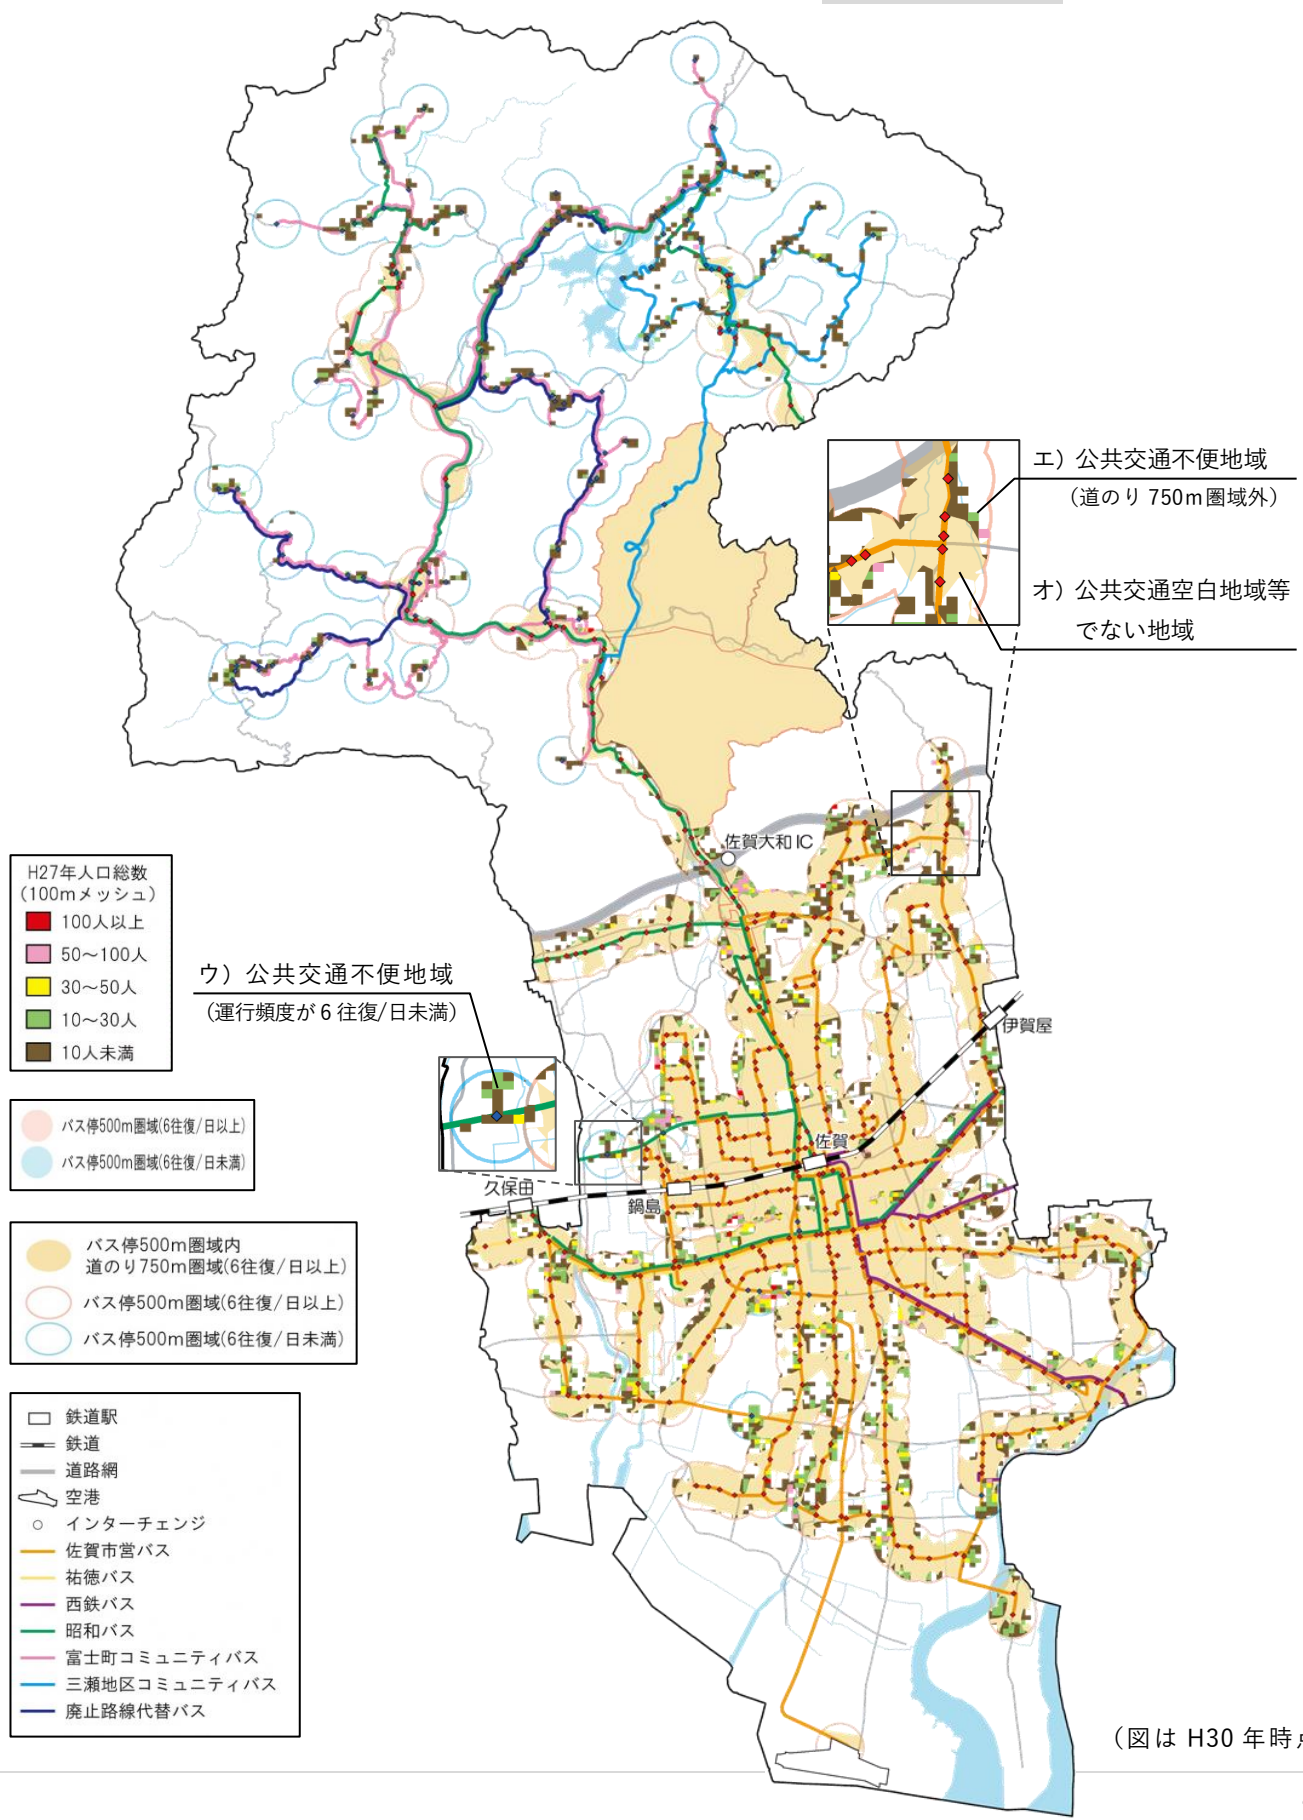 エ）公共交通不便地域
（道のり 750m圏域外）
オ）公共交通空白地域等
でない地域
佐賀大和 IC
H27年人口総数
（100mメッシュ）
100人以上
50～100人
30～50人
10～30人
10人未満
ウ）公共交通不便地域
（運行頻度が 6 往復/日未満）
伊賀屋
バス停500m圏域(6往復/日以上)
バス停500m圏域(6往復/日未満)
佐賀
久保田
鍋島
バス停500m圏域内
道のり750m圏域(6往復/日以上)
バス停500m圏域(6往復/日以上)
バス停500m圏域(6往復/日未満)
鉄道駅
鉄道
道路網
空港
インターチェンジ
佐賀市営バス
祐徳バス
西鉄バス
昭和バス
富士町コミュニティバス
三瀬地区コミュニティバス
廃止路線代替バス
（図は H30 年時点